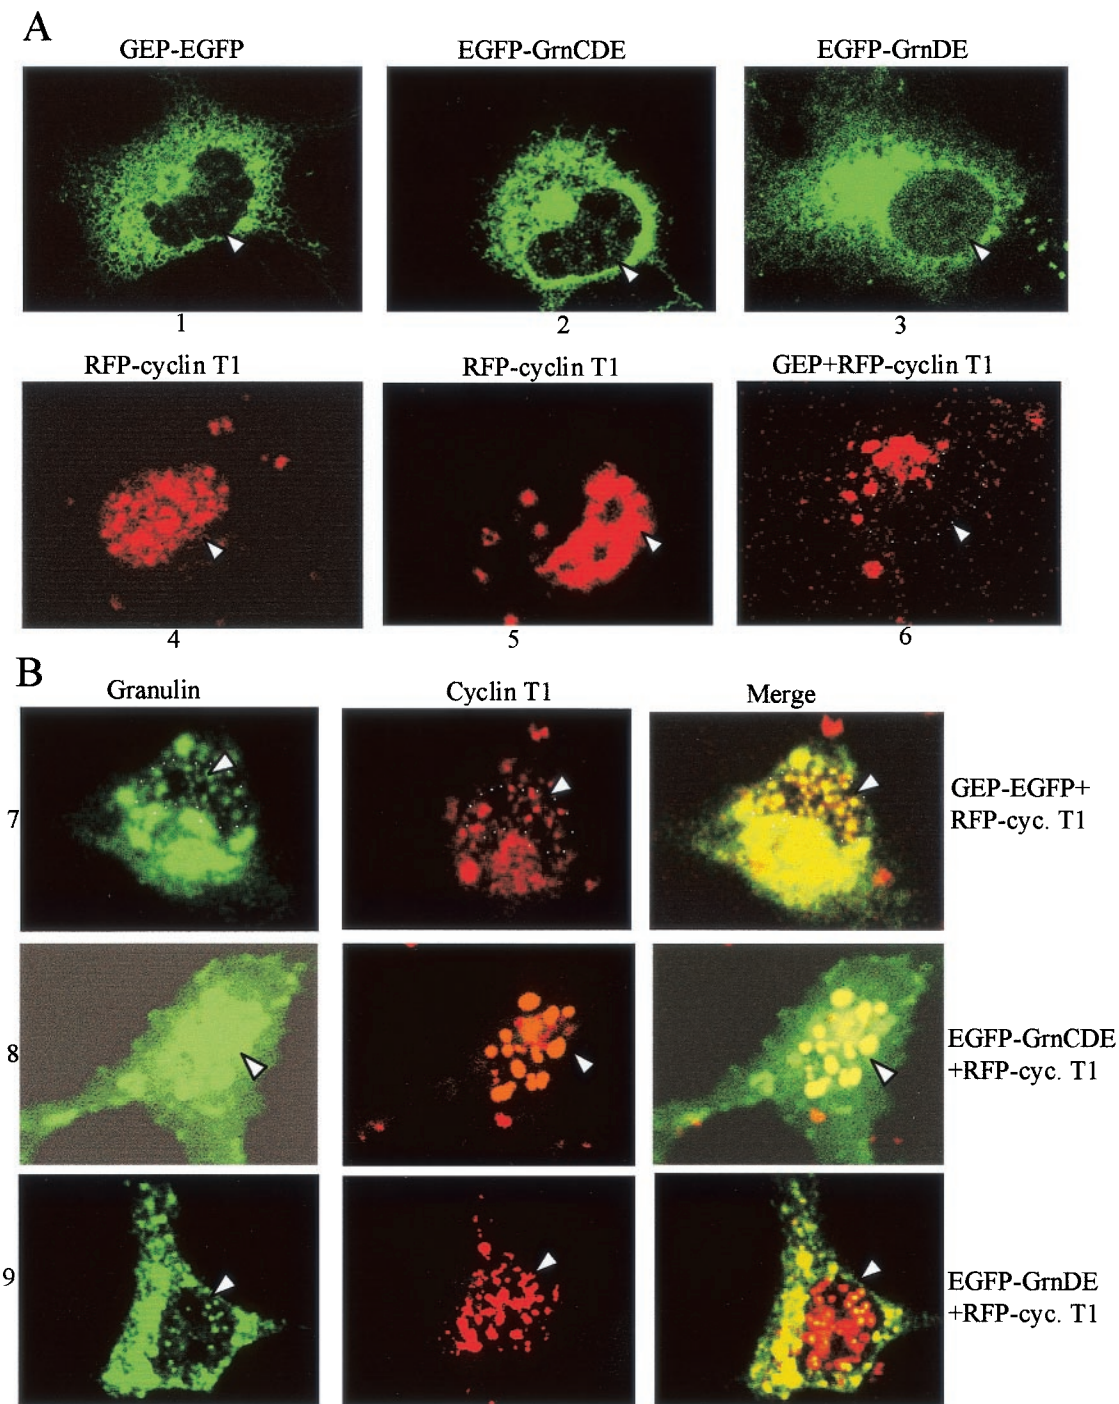 A
GEP-EGFP
EGFP-GrnCDE
EGFP-GrnDE
1
2
3
RFP-cyclin T1
RFP-cyclin T1
GEP+RFP-cyclin T1
4
5
6
B
Granulin
Cyclin T1
Merge
7
GEP-EGFP+
RFP-cyc. T1
8
EGFP-GrnCDE
+RFP-cyc. T1
9
EGFP-GrnDE
+RFP-cyc. T1